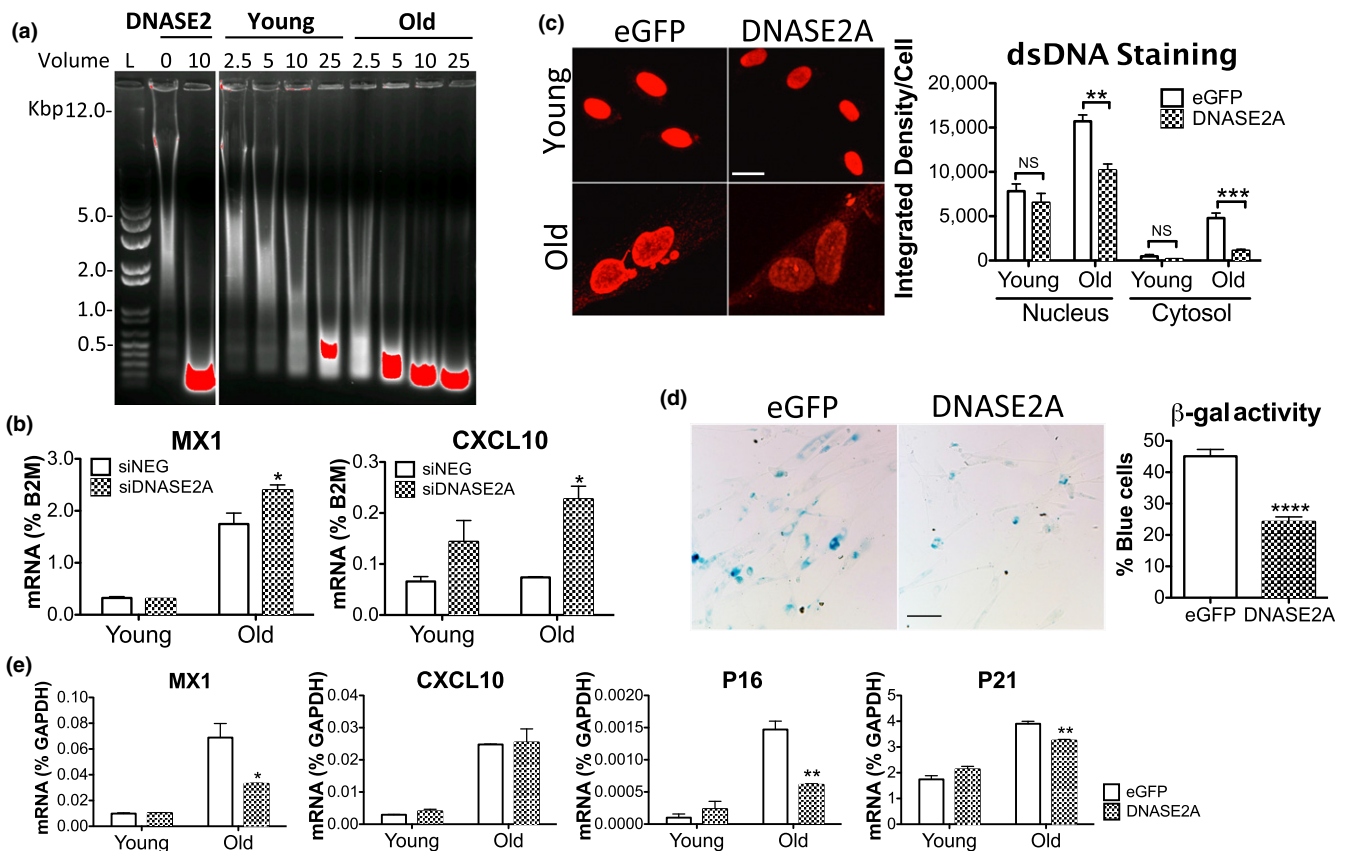 (a)
DNASE2 Young Old
Volume L 0 10 2.5 5 10 25 2.5 5 10 25
Kbp 12.0-
5.0-
2.0-
1.0-
0.5-
(b)
MX1
mRNA (% B2M)
3.0
2.0
1.0
0.0
siNEG
siDNASE2A
*
Young Old
CXCL10
mRNA (% B2M)
0.3
0.2
0.1
0.0
siNEG
siDNASE2A
*
Young Old
(c)
eGFP DNASE2A
Young
Old
dsDNA Staining
Integrated Density/Cell
20,000
15,000
10,000
5,000
0
eGFP
DNASE2A
NS
**
NS
***
Young Old Young Old
Nucleus Cytosol
(d)
eGFP DNASE2A
β-gal activity
% Blue cells
50
40
30
20
10
0
****
eGFP DNASE2A
(e)
MX1
mRNA (% GAPDH)
0.10
0.08
0.06
0.04
0.02
0.00
*
Young Old
CXCL10
mRNA (% GAPDH)
0.04
0.03
0.02
0.01
0.00
Young Old
P16
mRNA (% GAPDH)
0.0020
0.0015
0.0010
0.0005
0.0000
**
Young Old
P21
mRNA (% GAPDH)
5
4
3
2
1
0
**
Young Old
eGFP
DNASE2A